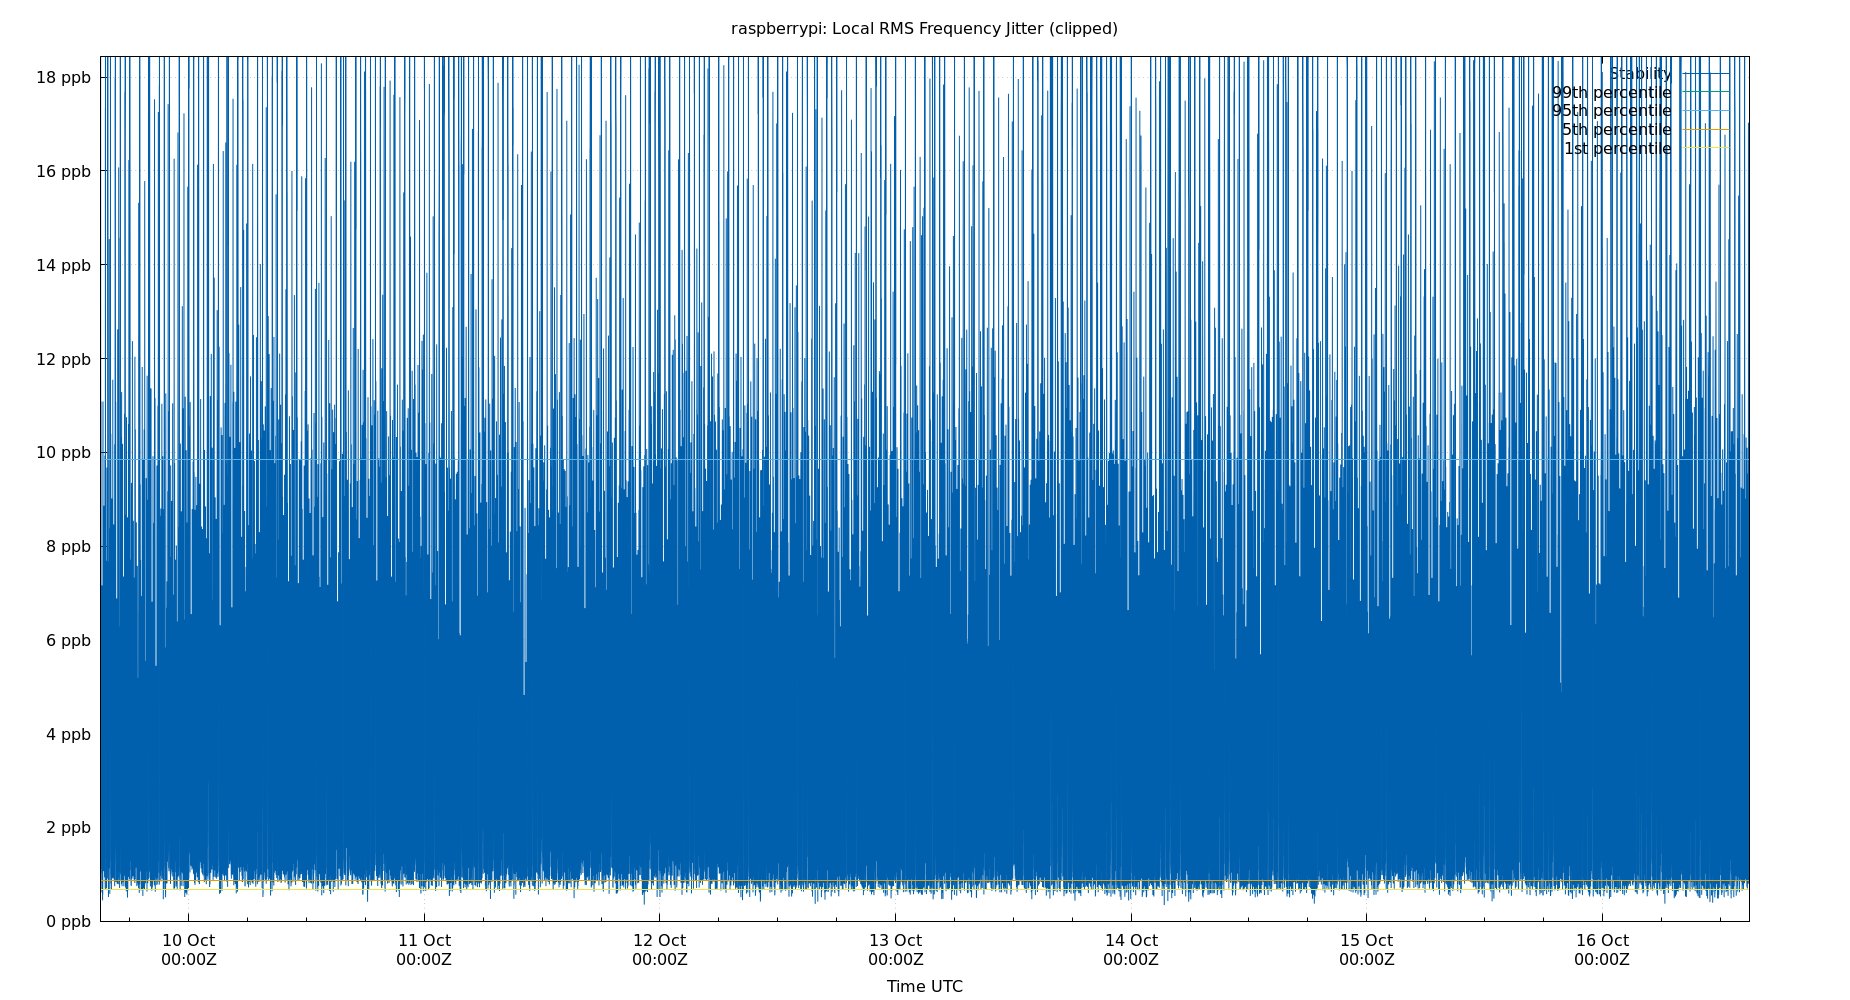 raspberrypi: Local RMS Frequency Jitter (clipped)
18 ppb
16 ppb
14 ppb
12 ppb
10 ppb
8 ppb
6 ppb
4 ppb
2 ppb
0 ppb
Stability
99th percentile
95th percentile
5th percentile
1st percentile
10 Oct 11 Oct 12 Oct 13 Oct 14 Oct 15 Oct 16 Oct
00:00Z 00:00Z 00:00Z 00:00Z 00:00Z 00:00Z 00:00Z
Time UTC